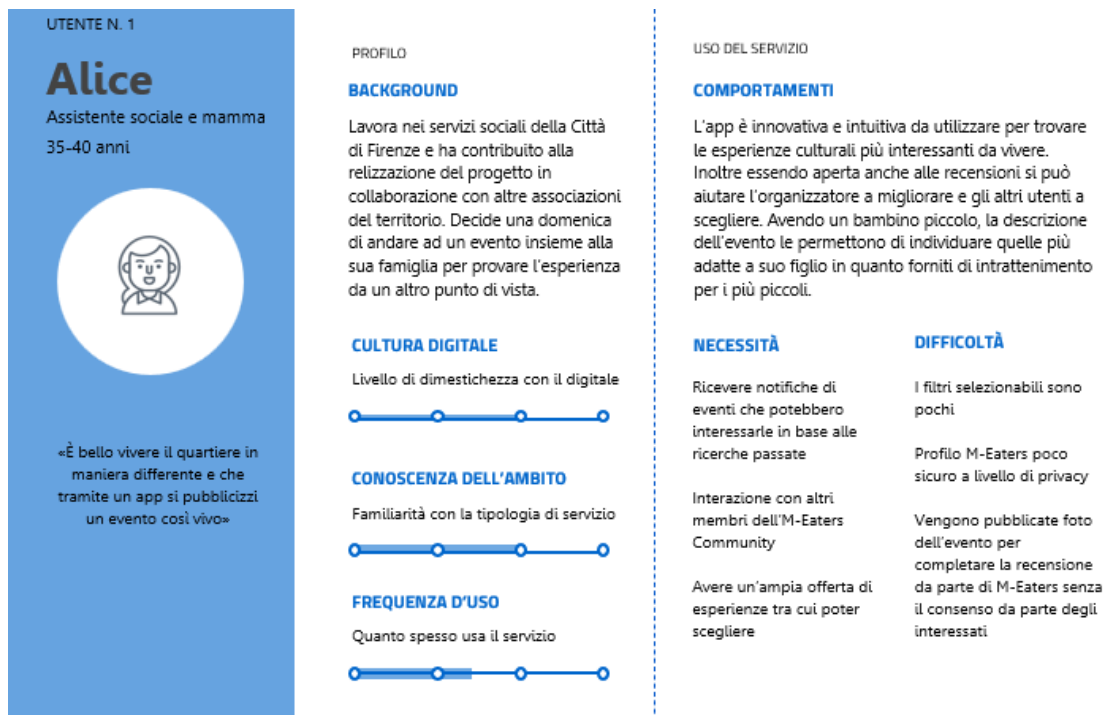 UTENTE N. 1
Alice
Assistente sociale e mamma
35-40 anni
«È bello vivere il quartiere in
maniera differente e che
tramite un app si pubblicizzi
un evento così vivo»
PROFILO
BACKGROUND
Lavora nei servizi sociali della Città
di Firenze e ha contribuito alla
relizzazione del progetto in
collaborazione con altre associazioni
del territorio. Decide una domenica
di andare ad un evento insieme alla
sua famiglia per provare l'esperienza
da un altro punto di vista.
CULTURA DIGITALE
Livello di dimestichezza con il digitale
CONOSCENZA DELL'AMBITO
Familiarità con la tipologia di servizio
FREQUENZA D'USO
Quanto spesso usa il servizio
USO DEL SERVIZIO
COMPORTAMENTI
L'app è innovativa e intuitiva da utilizzare per trovare
le esperienze culturali più interessanti da vivere.
Inoltre essendo aperta anche alle recensioni si può
aiutare l'organizzatore a migliorare e gli altri utenti a
scegliere. Avendo un bambino piccolo, la descrizione
dell'evento le permettono di individuare quelle più
adatte a suo figlio in quanto forniti di intrattenimento
per i più piccoli.
NECESSITÀ
Ricevere notifiche di
eventi che potebbero
interessarle in base alle
ricerche passate
Interazione con altri
membri dell'M-Eaters
Community
Avere un'ampia offerta di
esperienze tra cui poter
scegliere
DIFFICOLTÀ
I filtri selezionabili sono
pochi
Profilo M-Eaters poco
sicuro a livello di privacy
Vengono pubblicate foto
dell'evento per
completare la recensione
da parte di M-Eaters senza
il consenso da parte degli
interessati